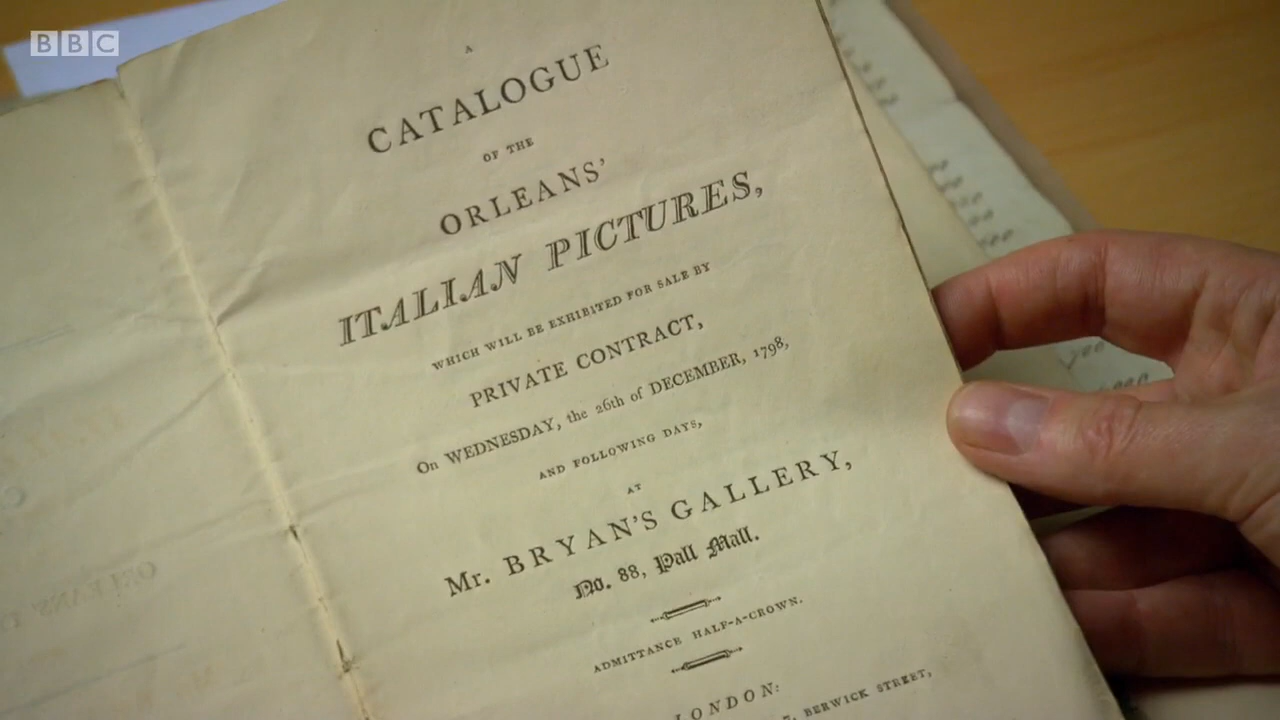 BBC
A
CATALOGUE
OF THE
ORLEANS'
ITALIAN PICTURES,
WHICH WILL BE EXHIBITED FOR SALE BY
PRIVATE CONTRACT,
On WEDNESDAY, the 26th of DECEMBER, 1798,
AND FOLLOWING DAYS,
AT
Mr. BRYAN'S GALLERY,
No. 88, Pall Mall.
ADMITTANCE HALF-A-CROWN.
LONDON:
BERWICK STREET,